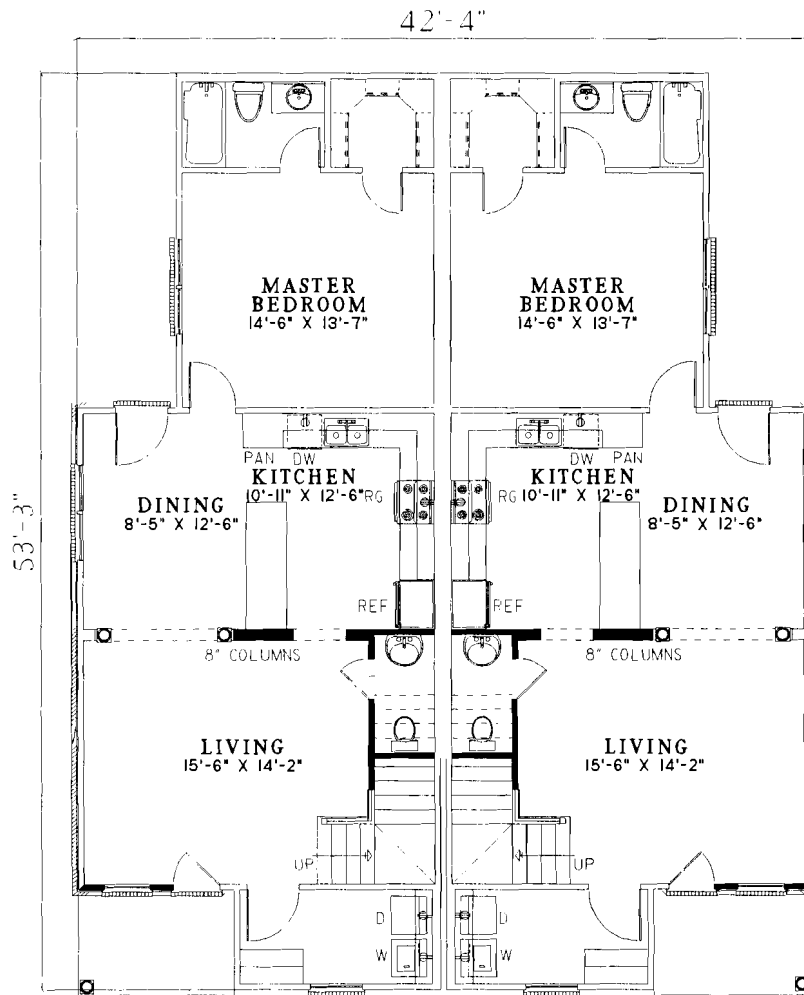 42'-4"
MASTER
BEDROOM
14'-6" X 13'-7"
MASTER
BEDROOM
14'-6" X 13'-7"
53'-3"
PAN DW
KITCHEN
10'-11" X 12'-6"
RG
DINING
8'-5" X 12'-6"
REF
DW PAN
KITCHEN
10'-11" X 12'-6"
RG
DINING
8'-5" X 12'-6"
REF
8" COLUMNS
8" COLUMNS
LIVING
15'-6" X 14'-2"
LIVING
15'-6" X 14'-2"
UP
UP
D
W
D
W